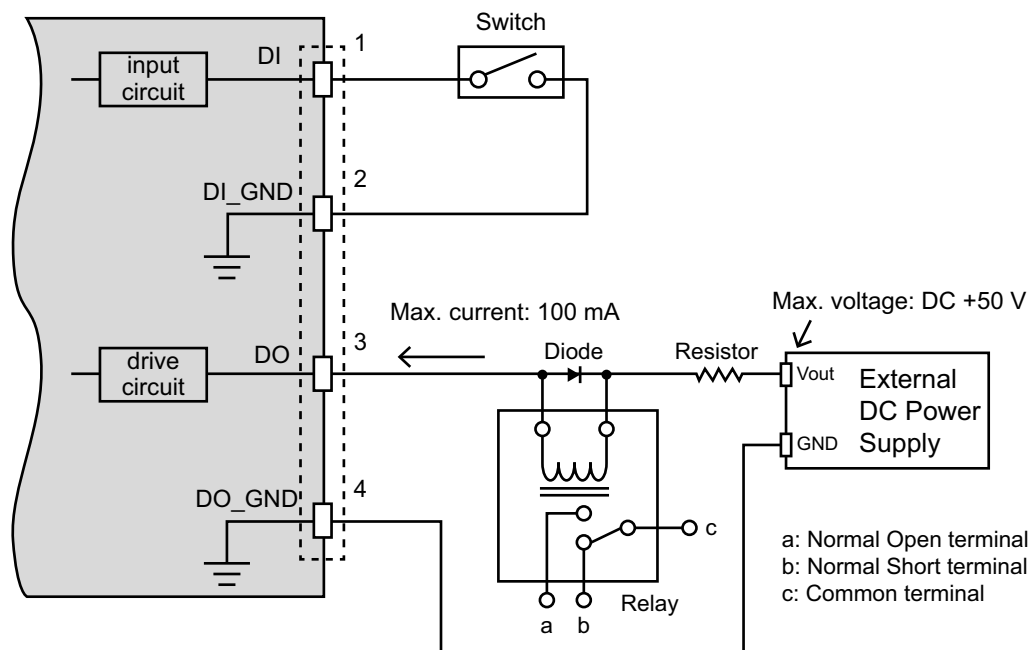 Switch
1
DI
input
circuit
2
DI_GND
Max. voltage: DC +50 V
Max. current: 100 mA
3
DO
drive
circuit
Diode
Resistor
Vout
External
DC Power
Supply
GND
4
DO_GND
c
a
b
Relay
a: Normal Open terminal
b: Normal Short terminal
c: Common terminal